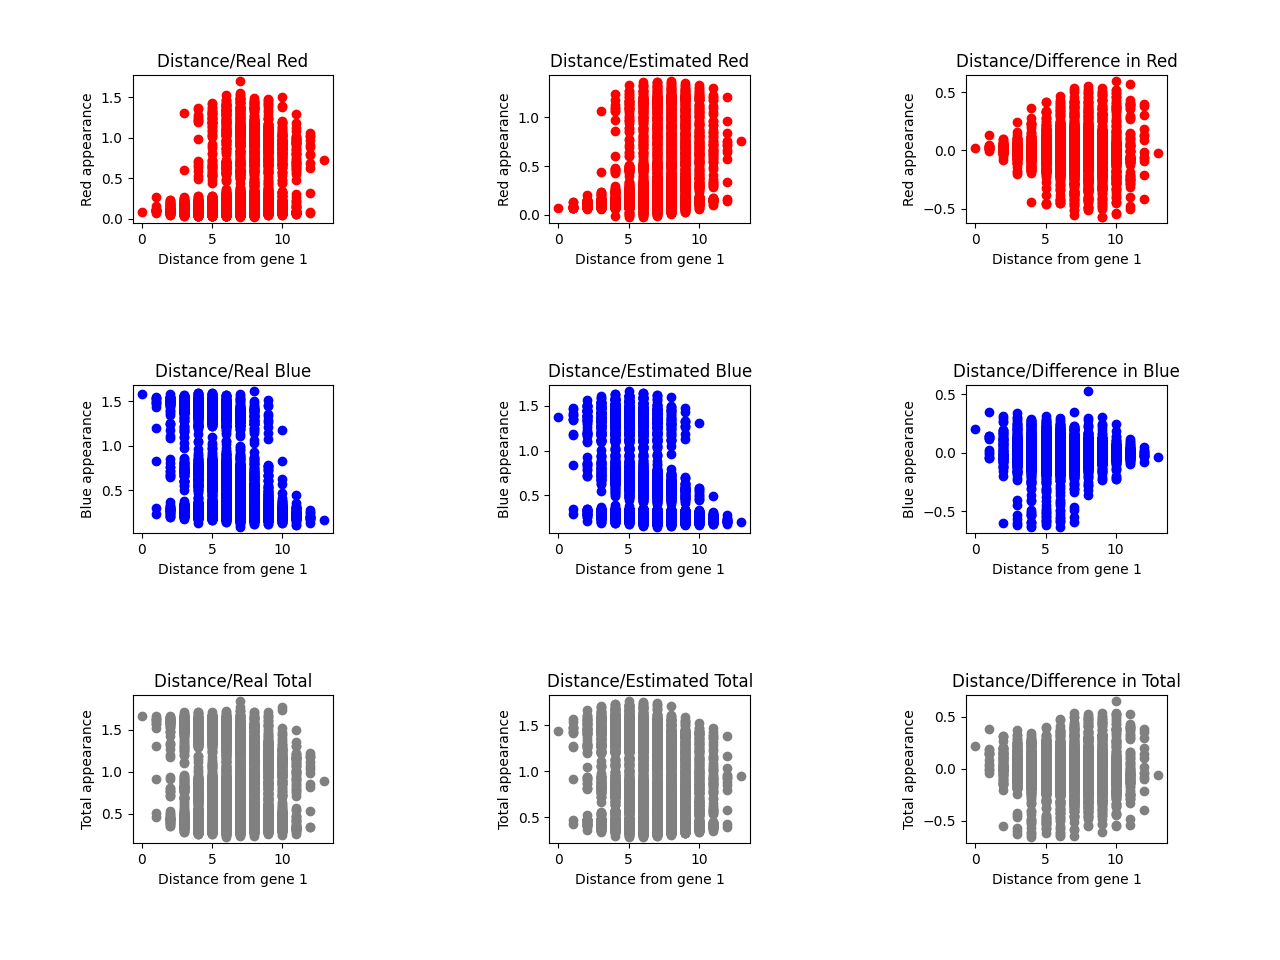 Distance/Real Red
Red appearance
1.5
1.0
0.5
0.0
0 5 10
Distance from gene 1
Distance/Estimated Red
Red appearance
1.0
0.5
0.0
0 5 10
Distance from gene 1
Distance/Difference in Red
Red appearance
0.5
0.0
−0.5
0 5 10
Distance from gene 1
Distance/Real Blue
Blue appearance
1.5
1.0
0.5
0 5 10
Distance from gene 1
Distance/Estimated Blue
Blue appearance
1.5
1.0
0.5
0 5 10
Distance from gene 1
Distance/Difference in Blue
Blue appearance
0.5
0.0
−0.5
0 5 10
Distance from gene 1
Distance/Real Total
Total appearance
1.5
1.0
0.5
0 5 10
Distance from gene 1
Distance/Estimated Total
Total appearance
1.5
1.0
0.5
0 5 10
Distance from gene 1
Distance/Difference in Total
Total appearance
0.5
0.0
−0.5
0 5 10
Distance from gene 1